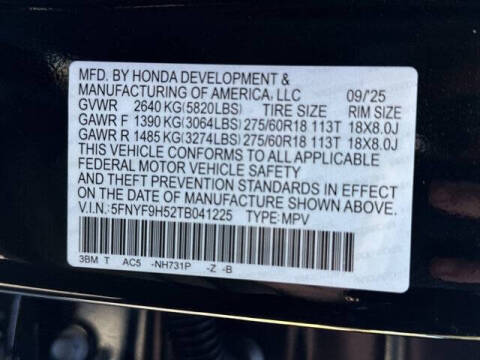 MFD. BY HONDA DEVELOPMENT &
MANUFACTURING OF AMERICA, LLC 09/'25
GVWR 2640 KG(5820LBS) TIRE SIZE RIM SIZE
GAWR F 1390 KG(3064LBS) 275/60R18 113T 18X8.0J
GAWR R 1485 KG(3274LBS) 275/60R18 113T 18X8.0J
THIS VEHICLE CONFORMS TO ALL APPLICABLE
FEDERAL MOTOR VEHICLE SAFETY
AND THEFT PREVENTION STANDARDS IN EFFECT
ON THE DATE OF MANUFACTURE SHOWN ABOVE.
V.I.N.:5FNYF9H52TB041225 TYPE:MPV
3BM T AC5 -NH731P -Z -B